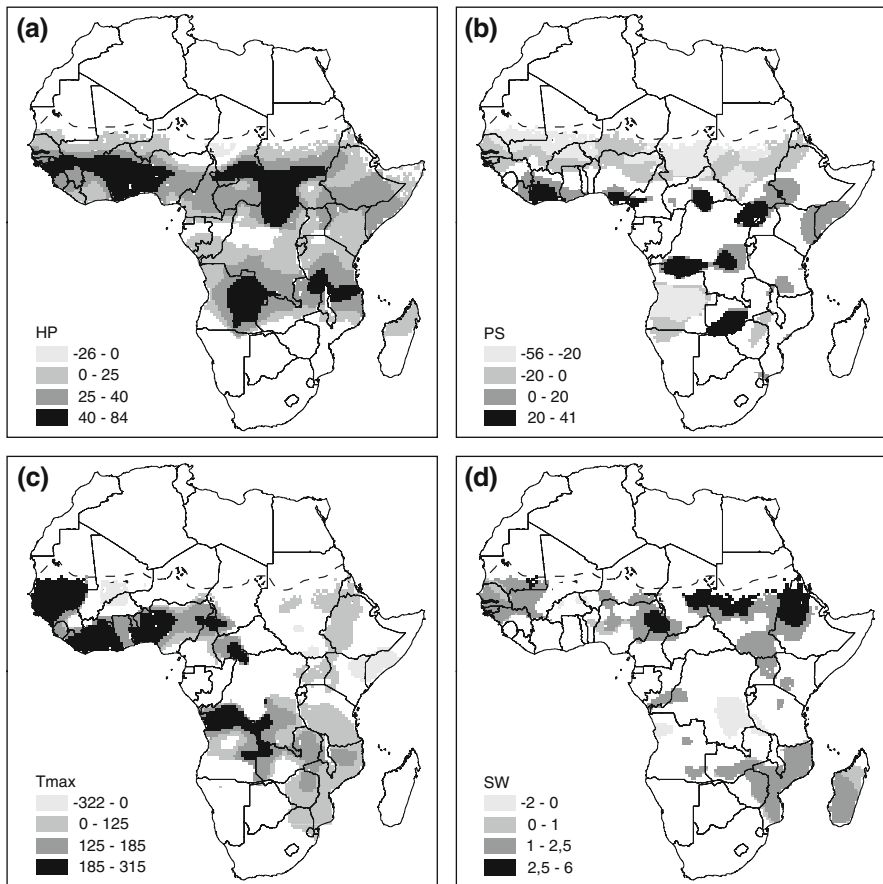 (a)
HP
-26 - 0
0 - 25
25 - 40
40 - 84
(b)
PS
-56 - -20
-20 - 0
0 - 20
20 - 41
(c)
Tmax
-322 - 0
0 - 125
125 - 185
185 - 315
(d)
SW
-2 - 0
0 - 1
1 - 2,5
2,5 - 6